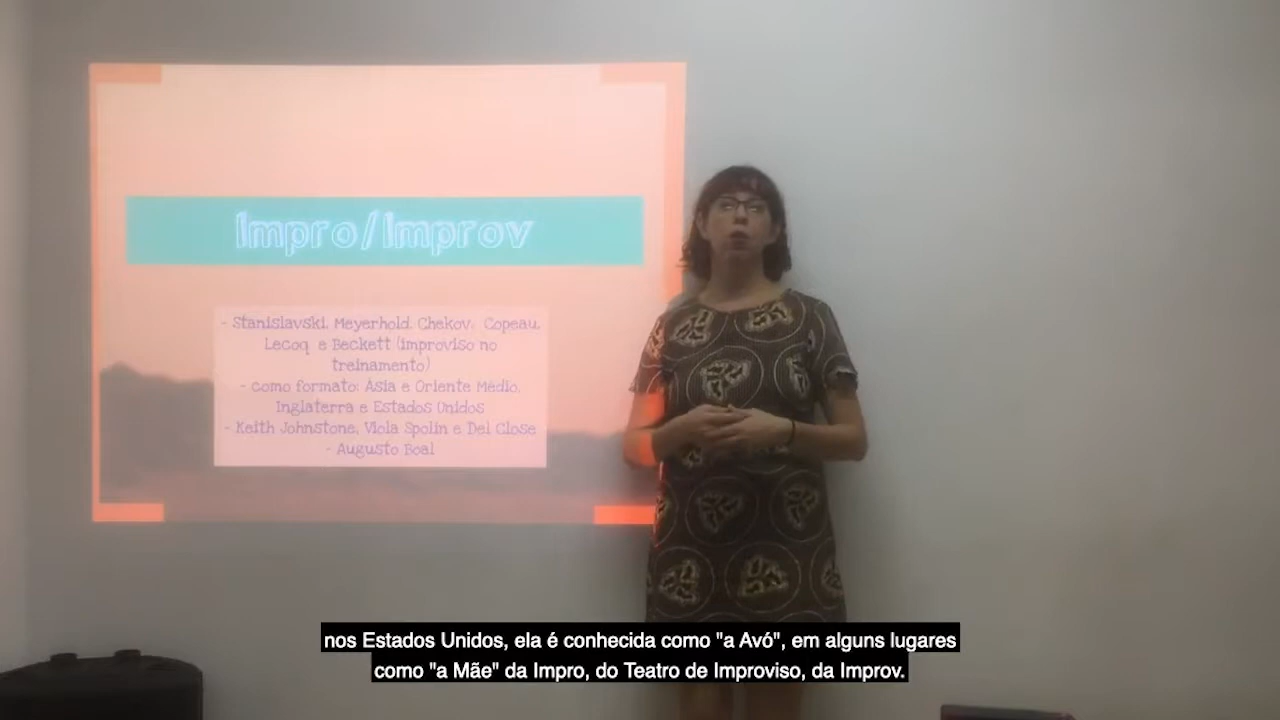 Impro/Improv
- Stanislavski, Meyerhold, Chekov, Copeau,
Lecoq e Beckett (improviso no
treinamento)
- como formato: Ásia e Oriente Médio,
Inglaterra e Estados Unidos
- Keith Johnstone, Viola Spolin e Del Close
- Augusto Boal
nos Estados Unidos, ela é conhecida como "a Avó", em alguns lugares
como "a Mãe" da Impro, do Teatro de Improviso, da Improv.